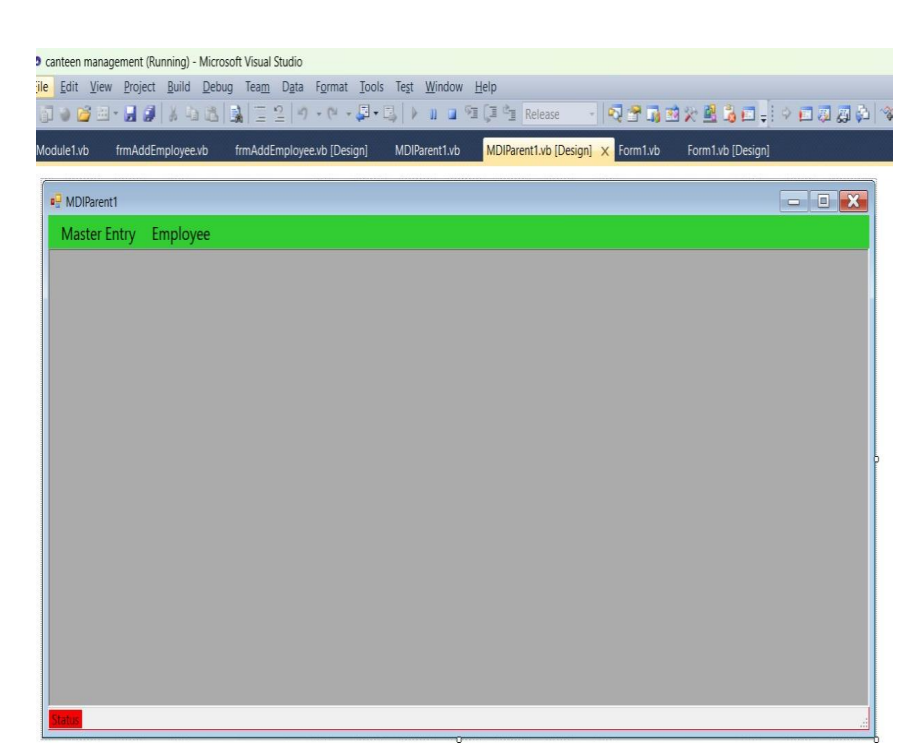 canteen management (Running) - Microsoft Visual Studio
File Edit View Project Build Debug Team Data Format Tools Test Window Help
Release
Module1.vb frmAddEmployee.vb frmAddEmployee.vb [Design] MDIParent1.vb MDIParent1.vb [Design] X Form1.vb Form1.vb [Design]
MDIParent1
Master Entry Employee
Status